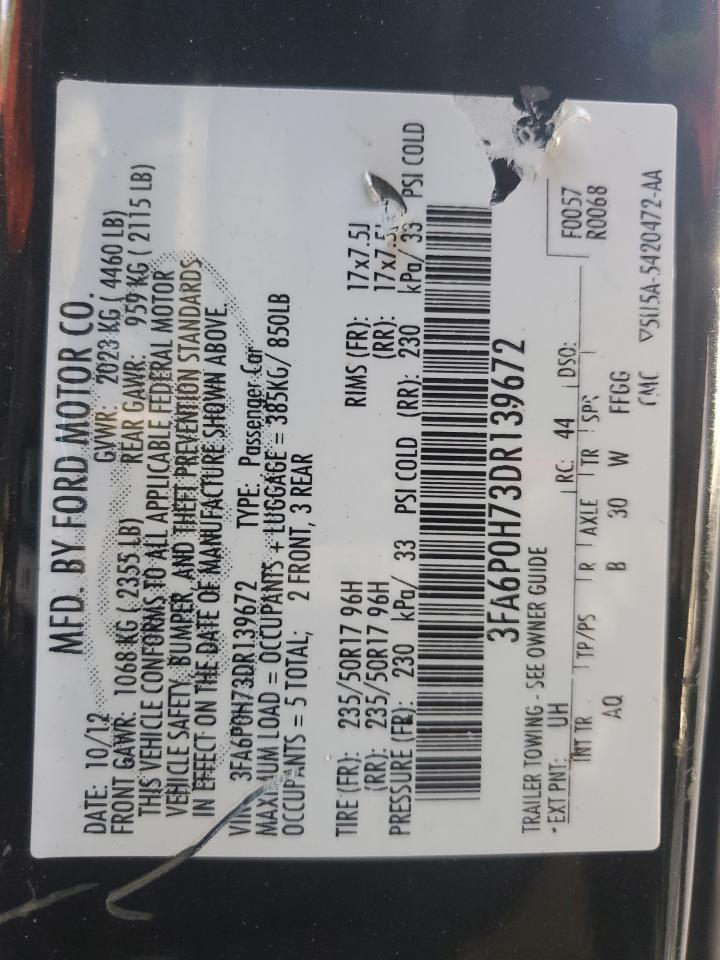 MFD. BY FORD MOTOR CO.
DATE: 10/12 GVWR: 2023 KG ( 4460 LB)
FRONT GAWR: 1068 KG ( 2355 LB) REAR GAWR: 959 KG ( 2115 LB)
THIS VEHICLE CONFORMS TO ALL APPLICABLE FEDERAL MOTOR
VEHICLE SAFETY, BUMPER, AND THEFT PREVENTION STANDARDS
IN EFFECT ON THE DATE OF MANUFACTURE SHOWN ABOVE.
VIN: 3FA6P0H73DR139672 TYPE: Passenger Car
MAXIMUM LOAD = OCCUPANTS + LUGGAGE = 385KG/ 850LB
OCCUPANTS = 5 TOTAL; 2 FRONT, 3 REAR
TIRE (FR): 235/50R17 96H RIMS (FR): 17x7.5J
(RR): 235/50R17 96H (RR): 17x7.5J
PRESSURE (FR): 230 kPa/ 33 PSI COLD (RR): 230 kPa/ 33 PSI COLD
3FA6P0H73DR139672
TRAILER TOWING - SEE OWNER GUIDE
F0057
R0068
*EXT PNT: UH RC: 44 DSO:
INT TR TP/PS R AXLE TR SPR
AQ B 30 W FFGG
CMC ▽5U5A-5420472-AA